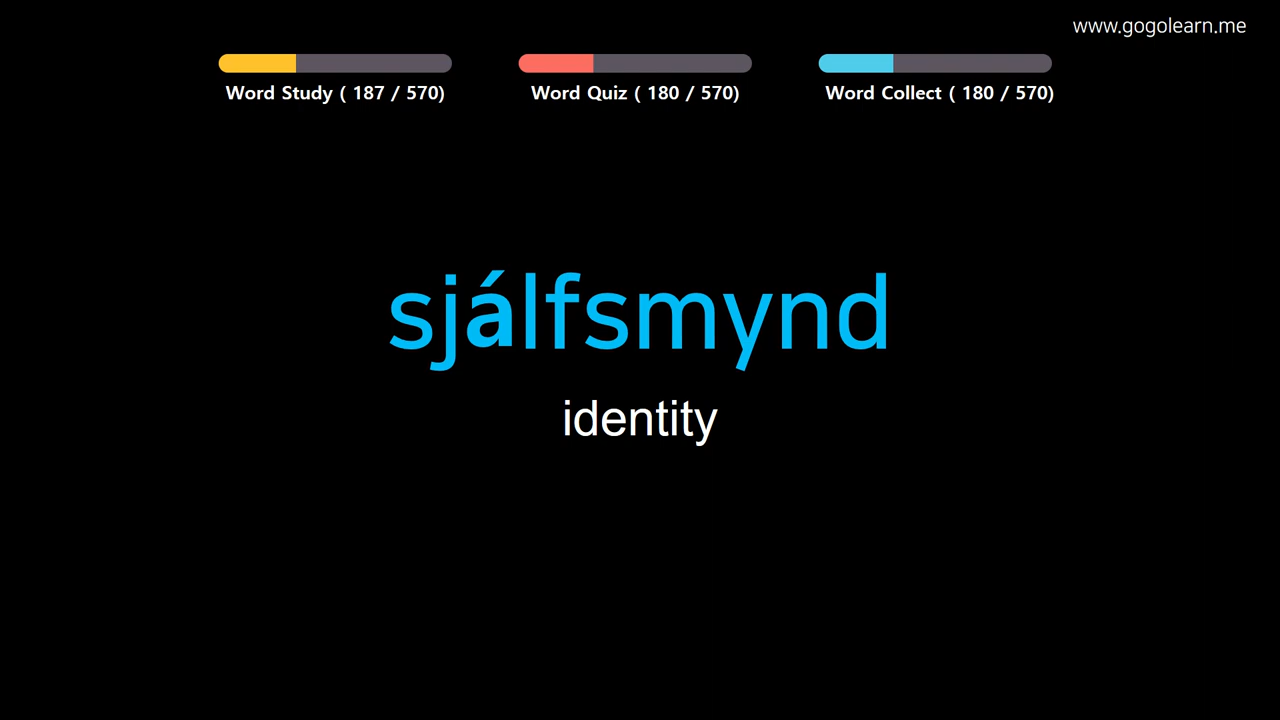 www.gogolearn.me
Word Study ( 187 / 570)
Word Quiz ( 180 / 570)
Word Collect ( 180 / 570)
sjálfsmynd
identity